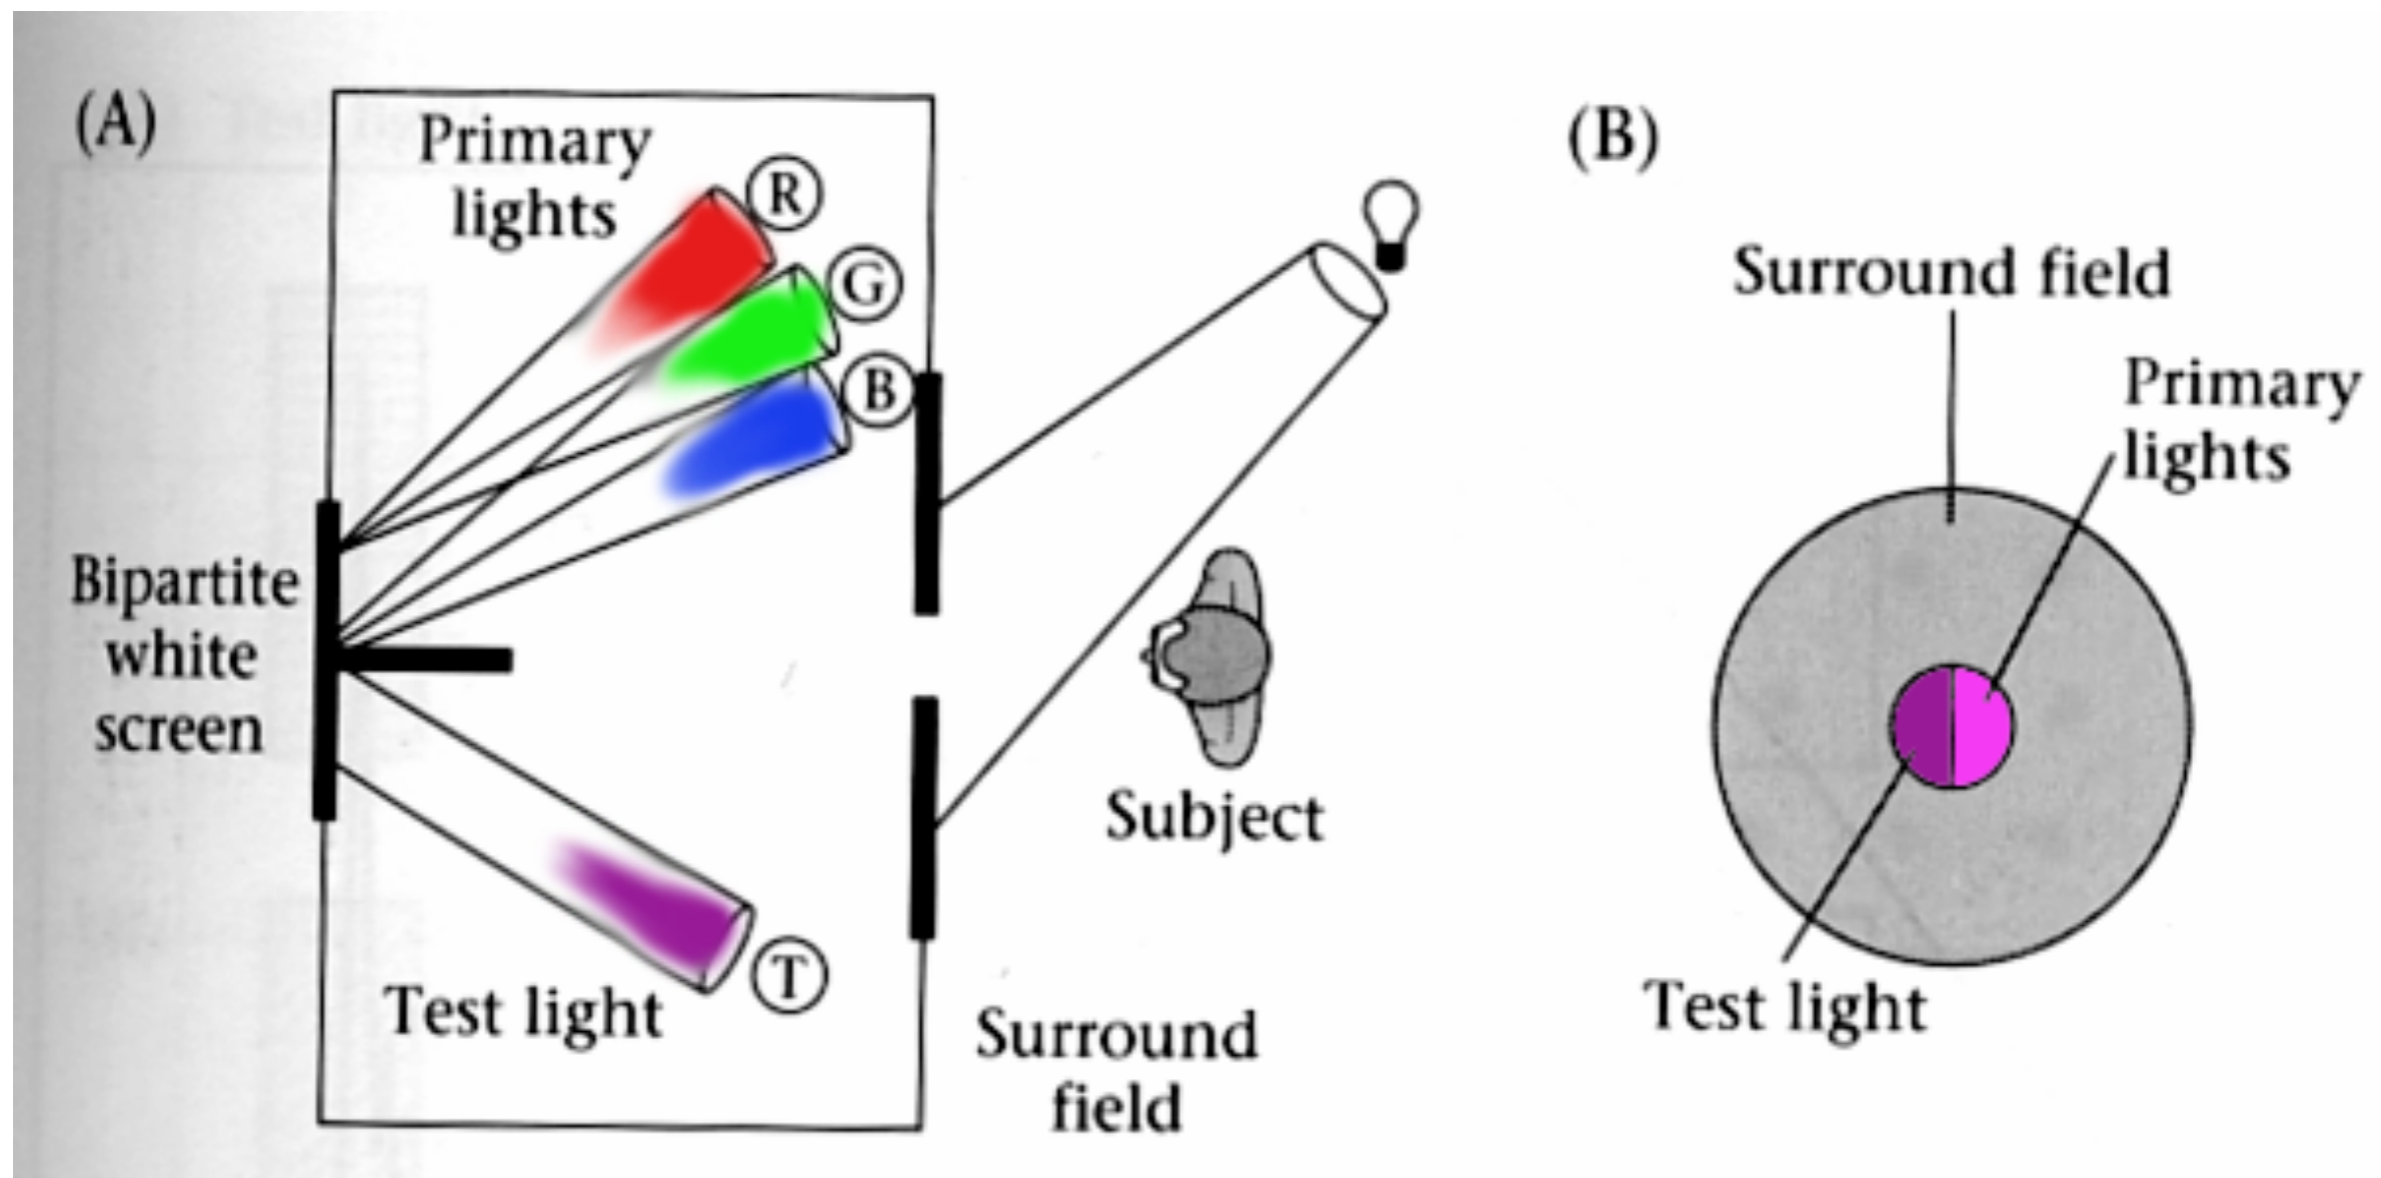 (A)
Primary
lights
R
G
B
Bipartite
white
screen
Test light
T
Subject
Surround
field
(B)
Surround field
Primary
lights
Test light